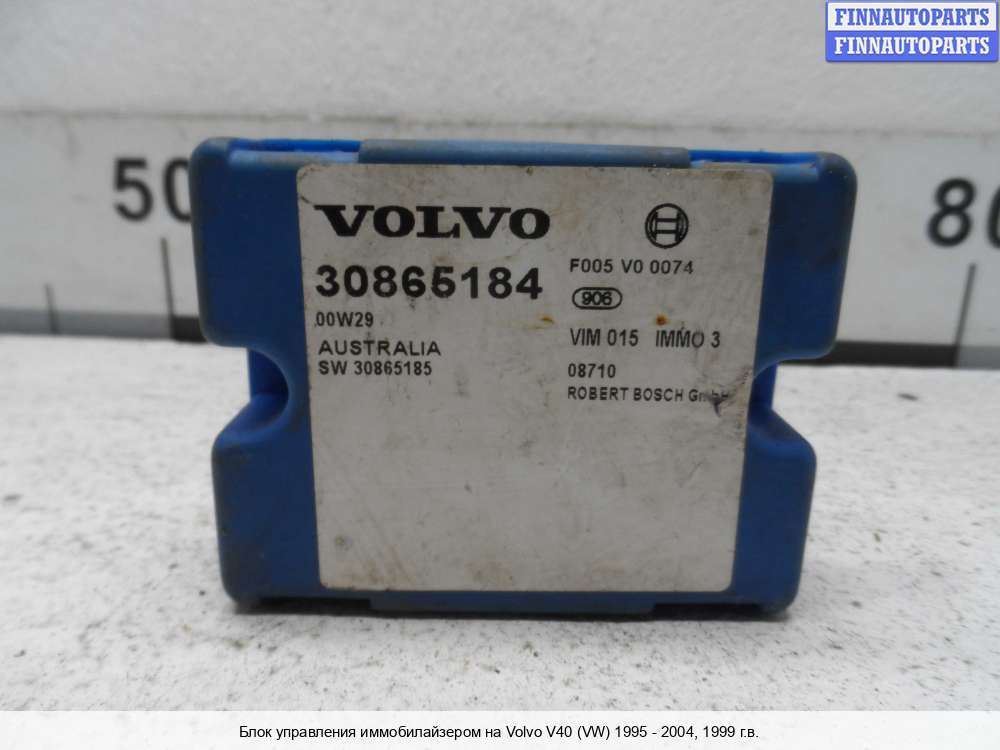 FINNAUTOPARTS
FINNAUTOPARTS
50
80
VOLVO
30865184
00W29
AUSTRALIA
SW 30865185
F005 V0 0074
906
VIM 015 IMMO 3
08710
ROBERT BOSCH GmbH
Блок управления иммобилайзером на Volvo V40 (VW) 1995 - 2004, 1999 г.в.